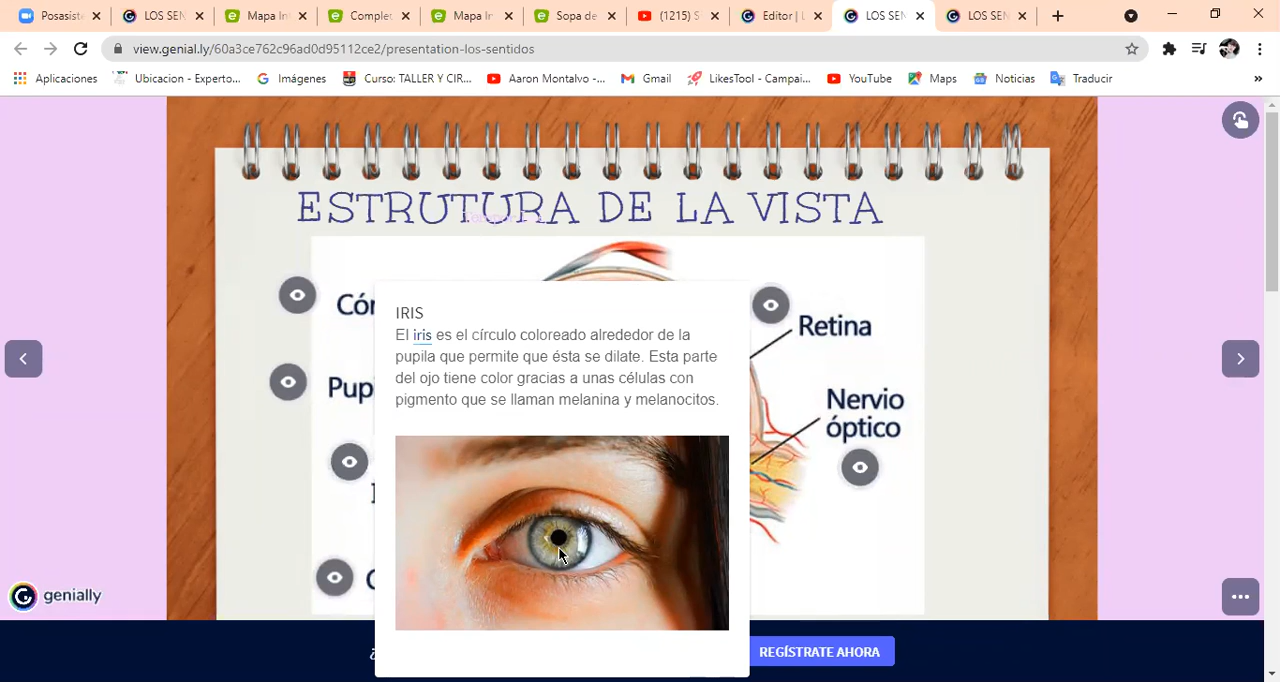 Posasiste
LOS SEN
Mapa In
Complet
Mapa In
Sopa de
(1215) S
Editor | L
LOS SEN
LOS SEN
view.genial.ly/60a3ce762c96ad0d95112ce2/presentation-los-sentidos
Aplicaciones
Ubicacion - Experto...
Imágenes
Curso: TALLER Y CIR...
Aaron Montalvo -...
Gmail
LikesTool - Campai...
YouTube
Maps
Noticias
Traducir
»
ESTRUTURA DE LA VISTA
Cór
Pup
Retina
Nervio
óptico
IRIS
El iris es el círculo coloreado alrededor de la
pupila que permite que ésta se dilate. Esta parte
del ojo tiene color gracias a unas células con
pigmento que se llaman melanina y melanocitos.
genially
REGÍSTRATE AHORA